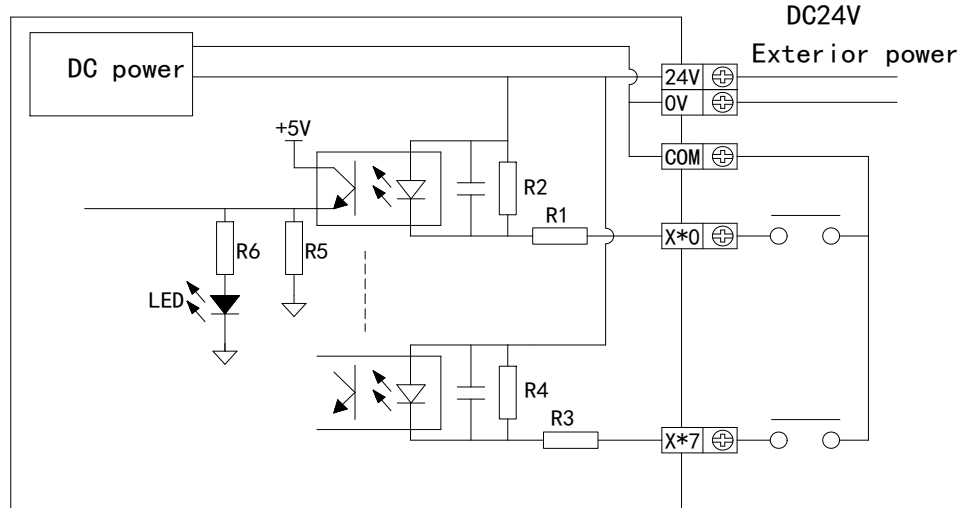 DC24V
Exterior power
DC power
24V
0V
+5V
COM
R2
R1
X*0
R6
R5
LED
R4
R3
X*7